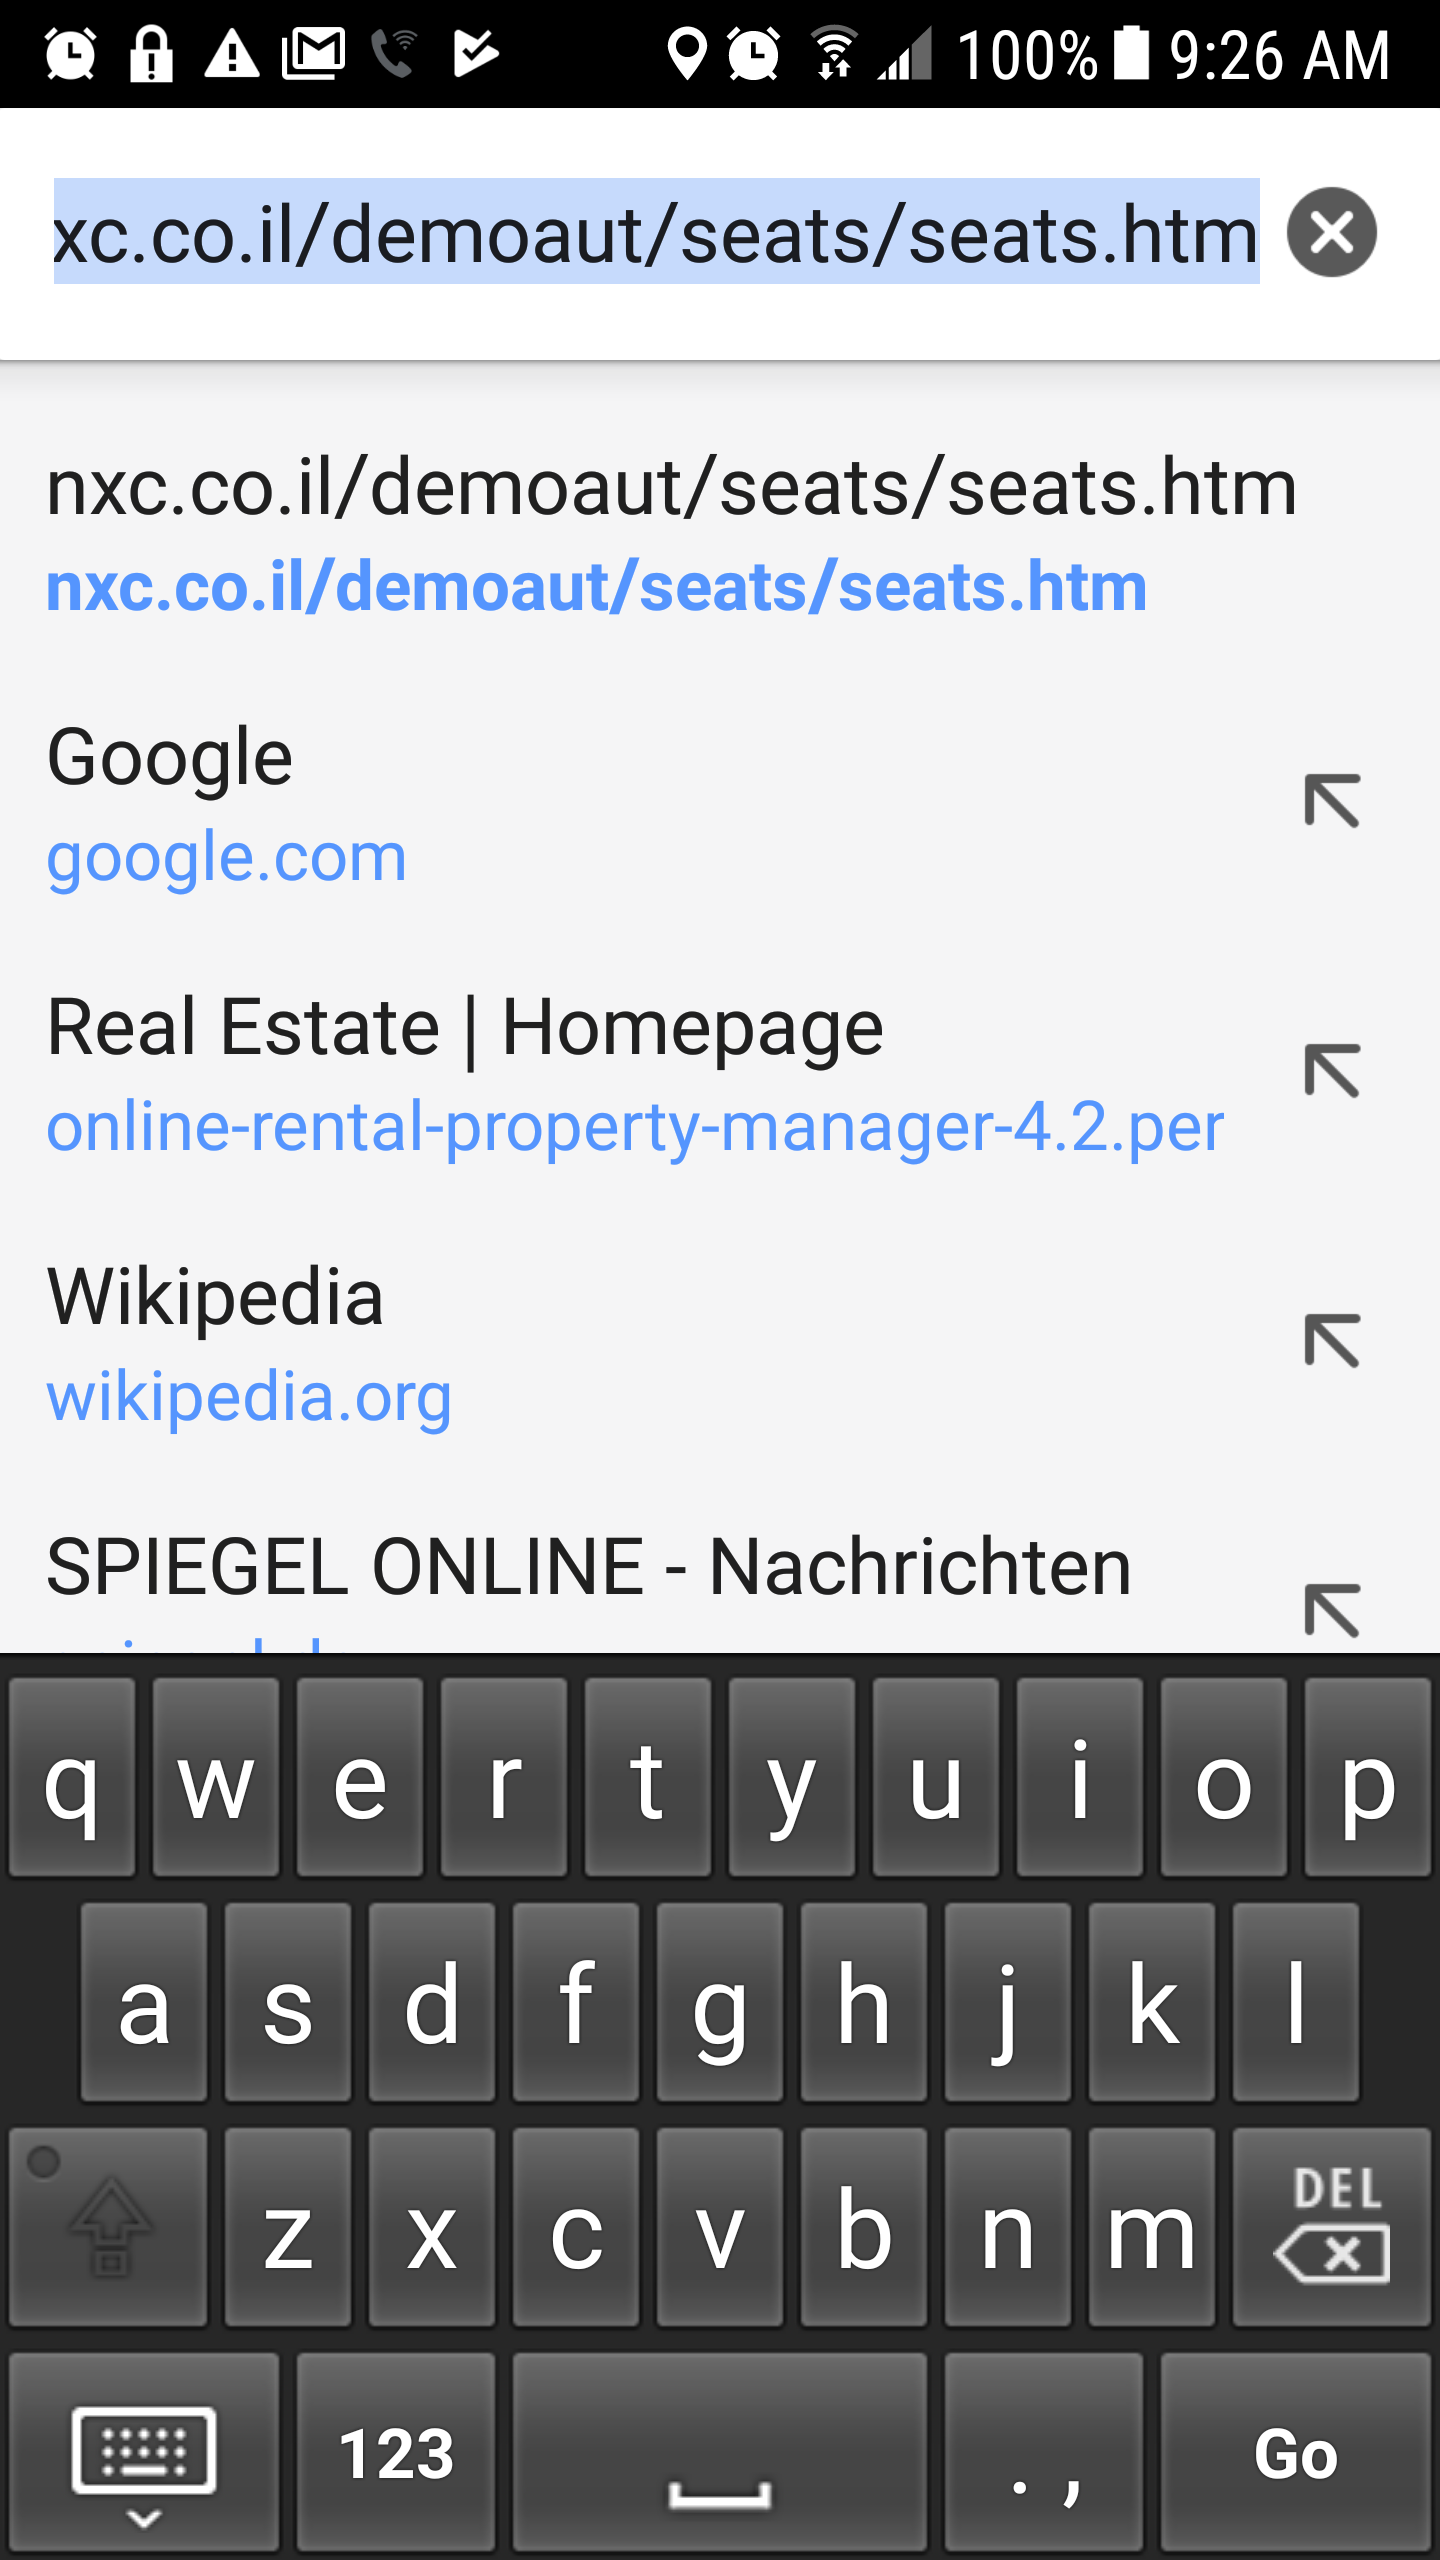 100% 9:26 AM
xc.co.il/demoaut/seats/seats.htm
nxc.co.il/demoaut/seats/seats.htm
nxc.co.il/demoaut/seats/seats.htm
Google
google.com
Real Estate | Homepage
online-rental-property-manager-4.2.per
Wikipedia
wikipedia.org
SPIEGEL ONLINE - Nachrichten
q w e r t y u i o p
a s d f g h j k l
z x c v b n m DEL
123 . , Go